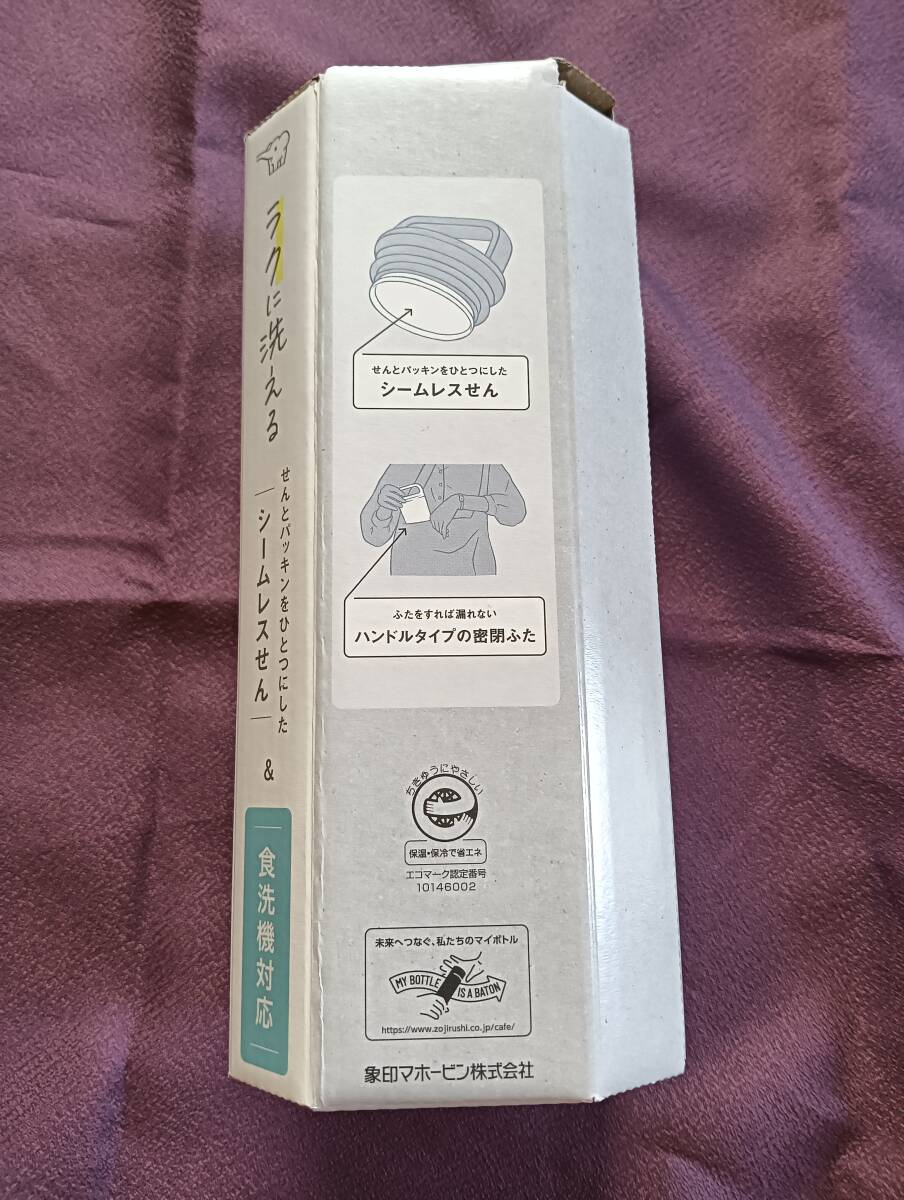 ラクに洗える
せんとパッキンをひとつにした
シームレスせん
&
食洗機対応
せんとパッキンをひとつにした
シームレスせん
ふたをすれば漏れない
ハンドルタイプの密閉ふた
ちきゅうにやさしい
保温・保冷で省エネ
エコマーク認定番号
10146002
未来へつなぐ、私たちのマイボトル
MY BOTTLE
IS A BATON
https://www.zojirushi.co.jp/cafe/
象印マホービン株式会社